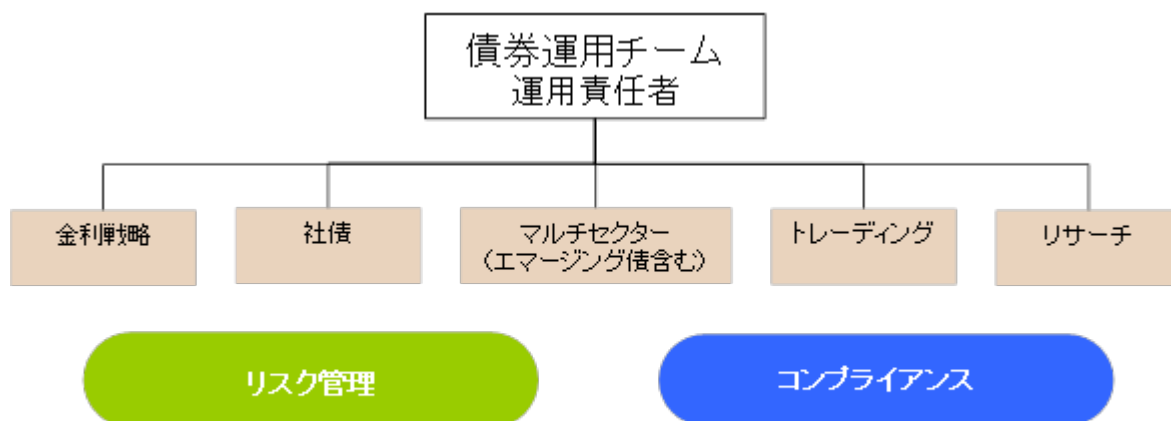 債券運用チーム
運用責任者
金利戦略
社債
マルチセクター
（エマージング債含む）
トレーディング
リサーチ
リスク管理
コンプライアンス